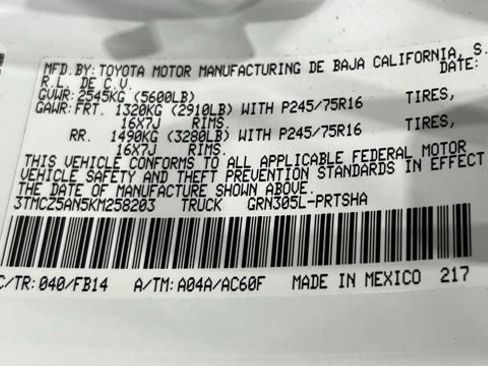 MFD.BY: TOYOTA MOTOR MANUFACTURING DE BAJA CALIFORNIA, S.
R.L. DE C.V. DATE:
GVWR: 2545KG (5600LB)
GAWR: FRT. 1320KG (2910LB) WITH P245/75R16 TIRES,
16X7J RIMS.
RR. 1490KG (3280LB) WITH P245/75R16 TIRES,
16X7J RIMS.
THIS VEHICLE CONFORMS TO ALL APPLICABLE FEDERAL MOTOR
VEHICLE SAFETY AND THEFT PREVENTION STANDARDS IN EFFECT
THE DATE OF MANUFACTURE SHOWN ABOVE.
3TMCZ5AN5KM258203 TRUCK GRN305L-PRTSHA
C/TR: 040/FB14 A/TM: A04A/AC60F MADE IN MEXICO 217